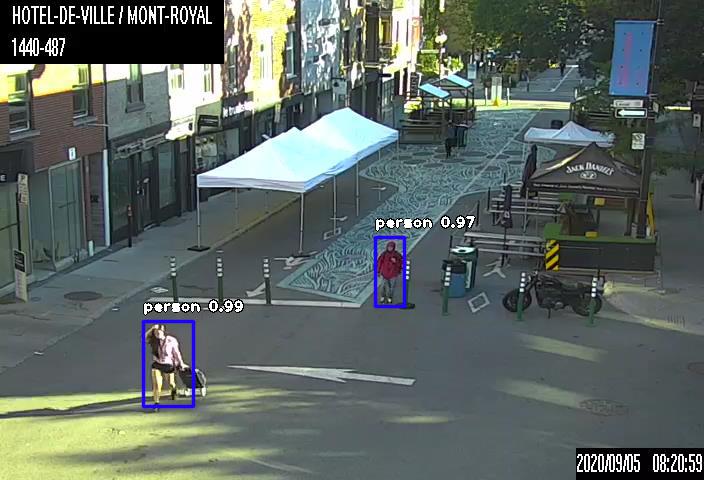 HOTEL-DE-VILLE / MONT-ROYAL
1440-487
JACK DANIEL'S
person 0.97
person 0.99
2020/09/05 08:20:59